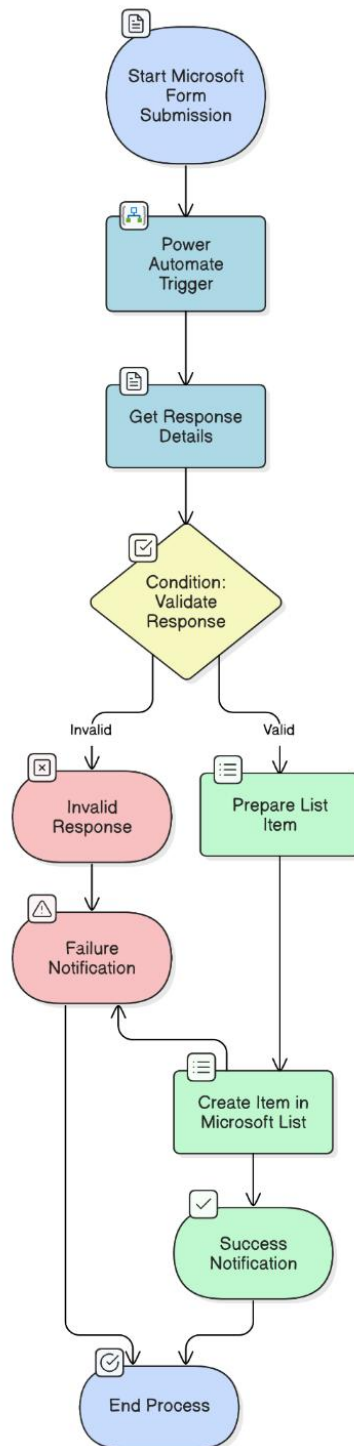 Start Microsoft
Form
Submission
Power
Automate
Trigger
Get Response
Details
Condition:
Validate
Response
Invalid
Valid
Invalid
Response
Prepare List
Item
Failure
Notification
Create Item in
Microsoft List
Success
Notification
End Process